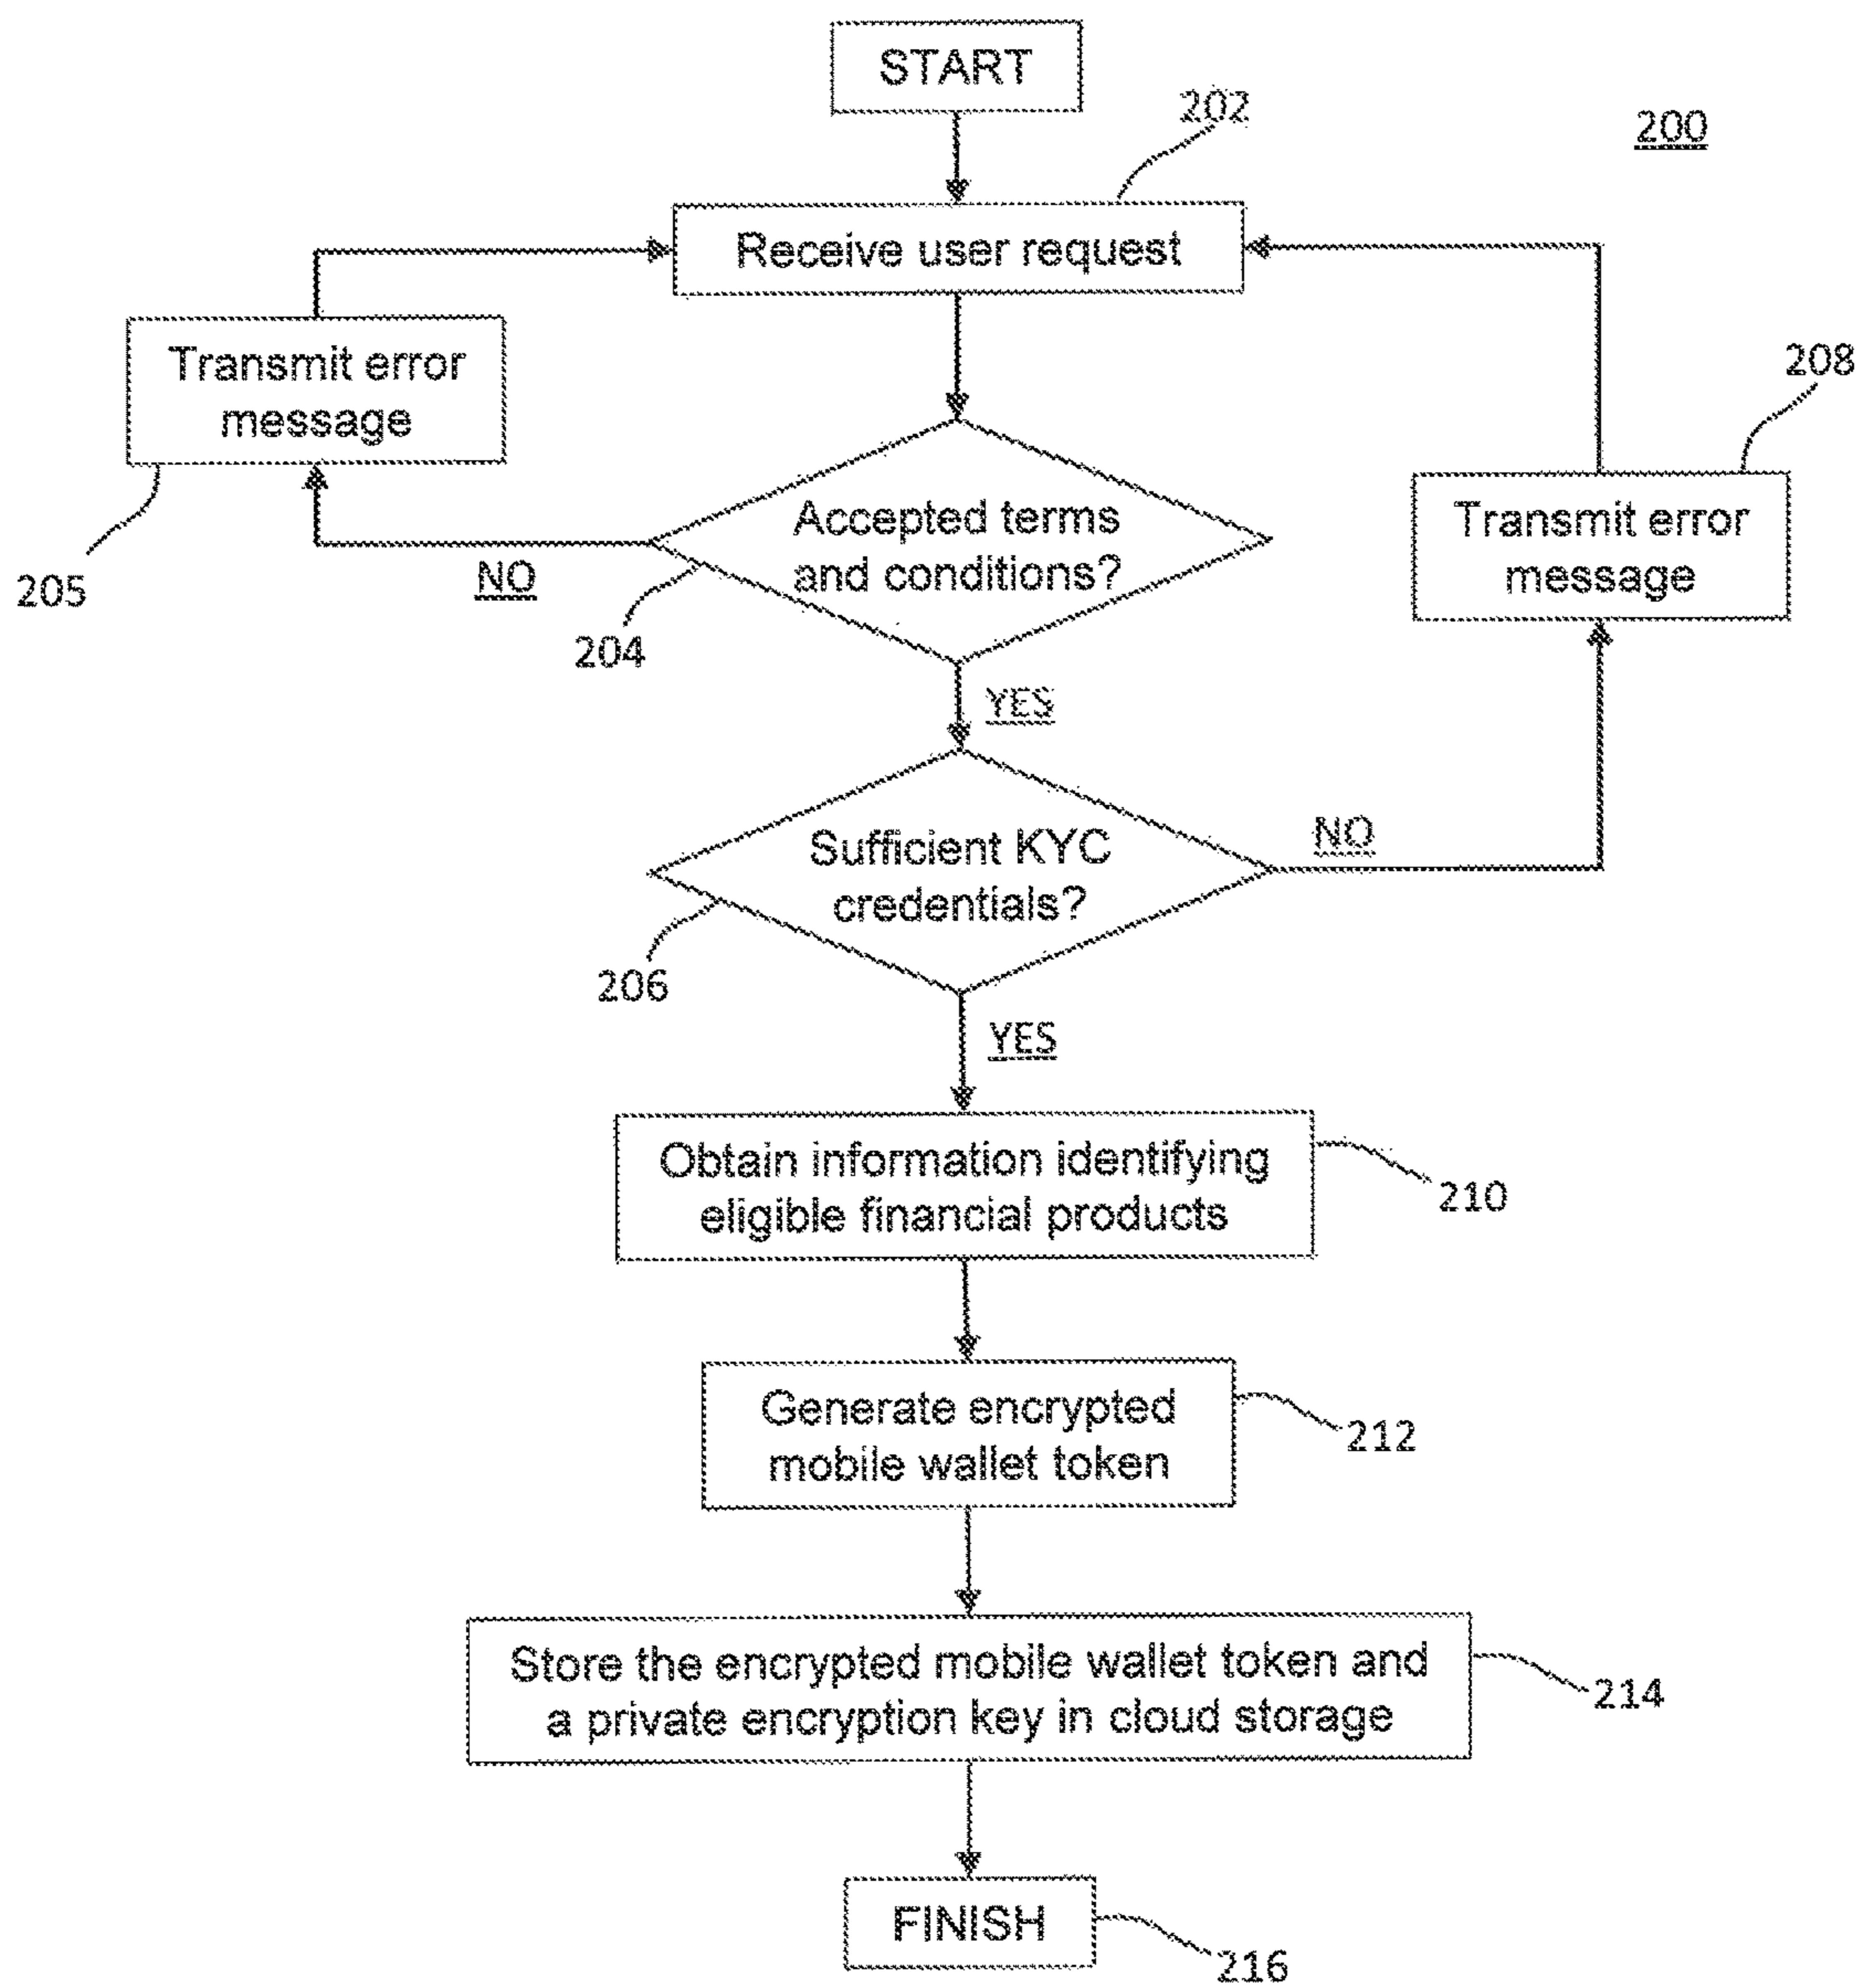 START
202
200
Receive user request
Transmit error
message
205
208
Transmit error
message
Accepted terms
and conditions?
NO
204
YES
Sufficient KYC
credentials?
NO
206
YES
Obtain information identifying
eligible financial products
210
Generate encrypted
mobile wallet token
212
Store the encrypted mobile wallet token and
a private encryption key in cloud storage
214
FINISH
216